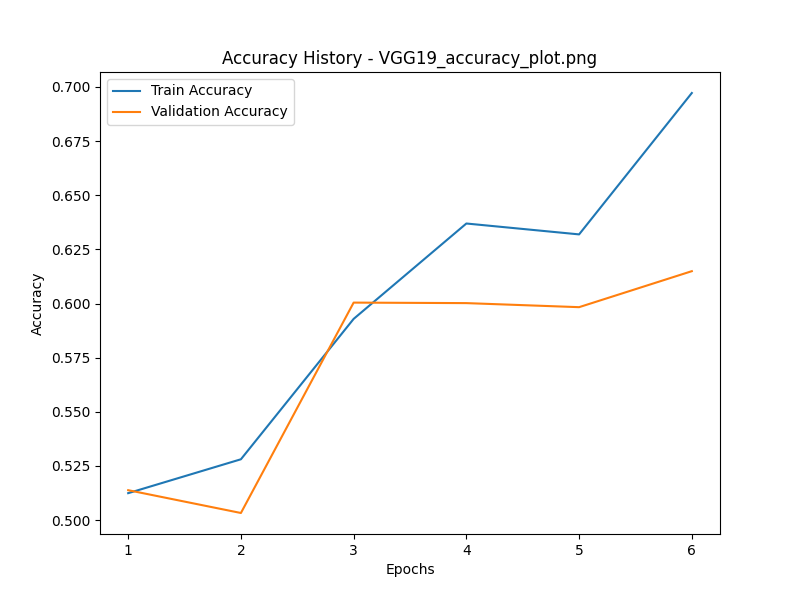 Accuracy History - VGG19_accuracy_plot.png
Train Accuracy
Validation Accuracy
0.700
0.675
0.650
0.625
0.600
0.575
0.550
0.525
0.500
Accuracy
1 2 3 4 5 6
Epochs